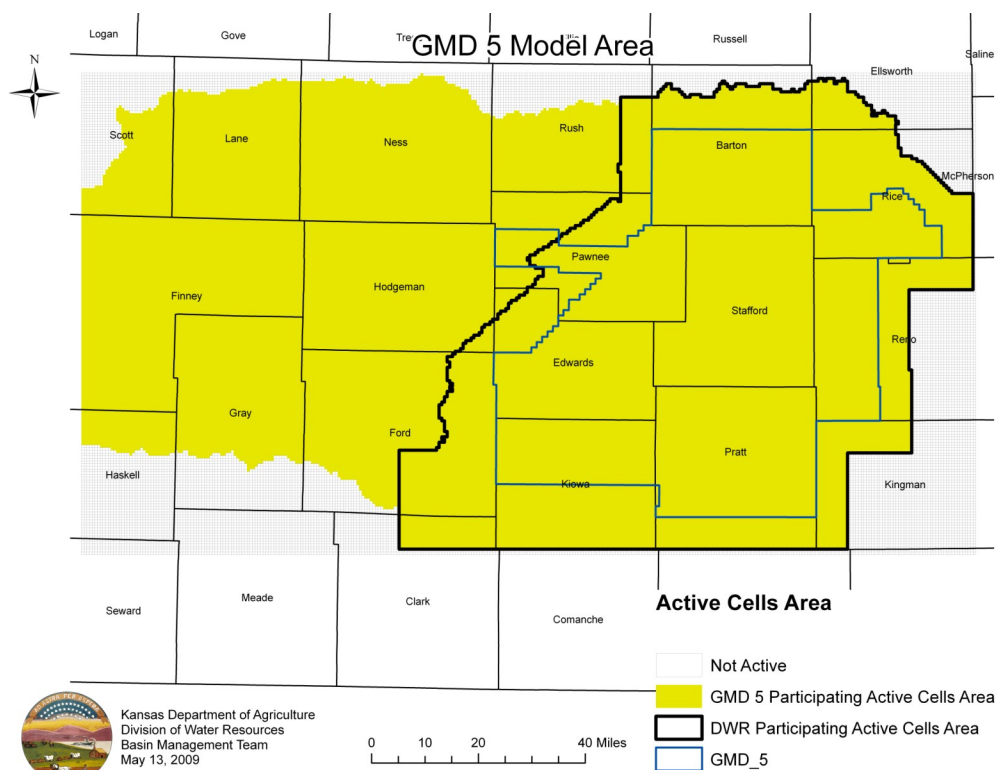 Logan
Gove
Tre
GMD 5 Model Area
Russell
Saline
N
Ellsworth
Scott
Lane
Ness
Rush
Barton
McPherson
Rice
Pawnee
Finney
Hodgeman
Stafford
Reno
Edwards
Gray
Ford
Pratt
Haskell
Kiowa
Kingman
Seward
Meade
Clark
Comanche
Active Cells Area
Not Active
GMD 5 Participating Active Cells Area
DWR Participating Active Cells Area
GMD_5
Kansas Department of Agriculture
Division of Water Resources
Basin Management Team
May 13, 2009
0 10 20 40 Miles